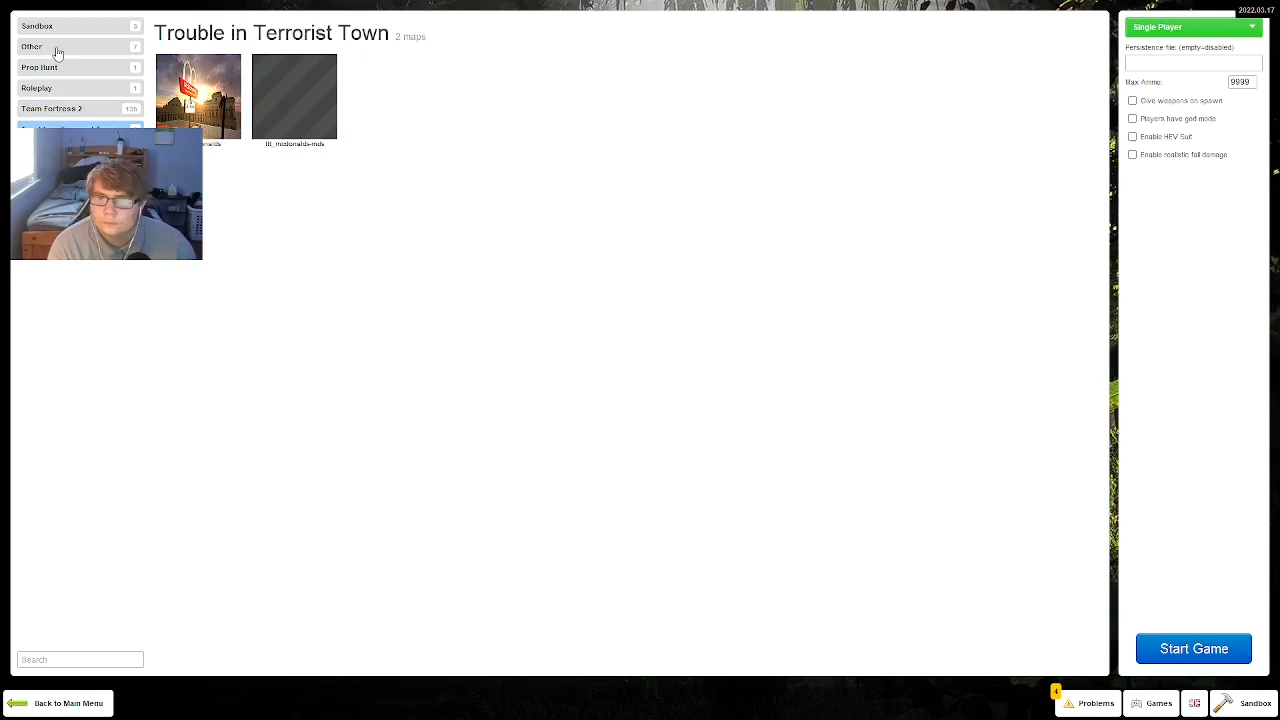 2022.03.17
Sandbox 3
Other 7
Prop Hunt 1
Roleplay 1
Team Fortress 2 135
Trouble in Terrorist Town 2 maps
ttt_mcdonalds-mds
Search
Single Player
Persistence file: (empty=disabled)
Max Ammo: 9999
Give weapons on spawn
Players have god mode
Enable HEV Suit
Enable realistic fall damage
Start Game
Back to Main Menu
4
Problems
Games
Sandbox